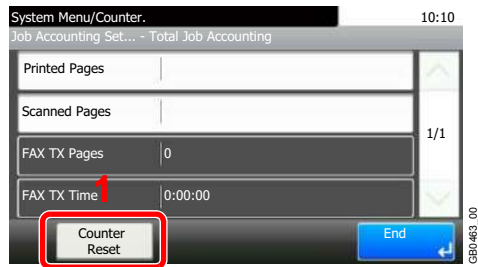 System Menu/Counter.
10:10
Job Accounting Set... - Total Job Accounting
Printed Pages
Scanned Pages
1/1
FAX TX Pages 0
FAX TX Time 0:00:00
1
Counter
Reset
End
GB0463_00